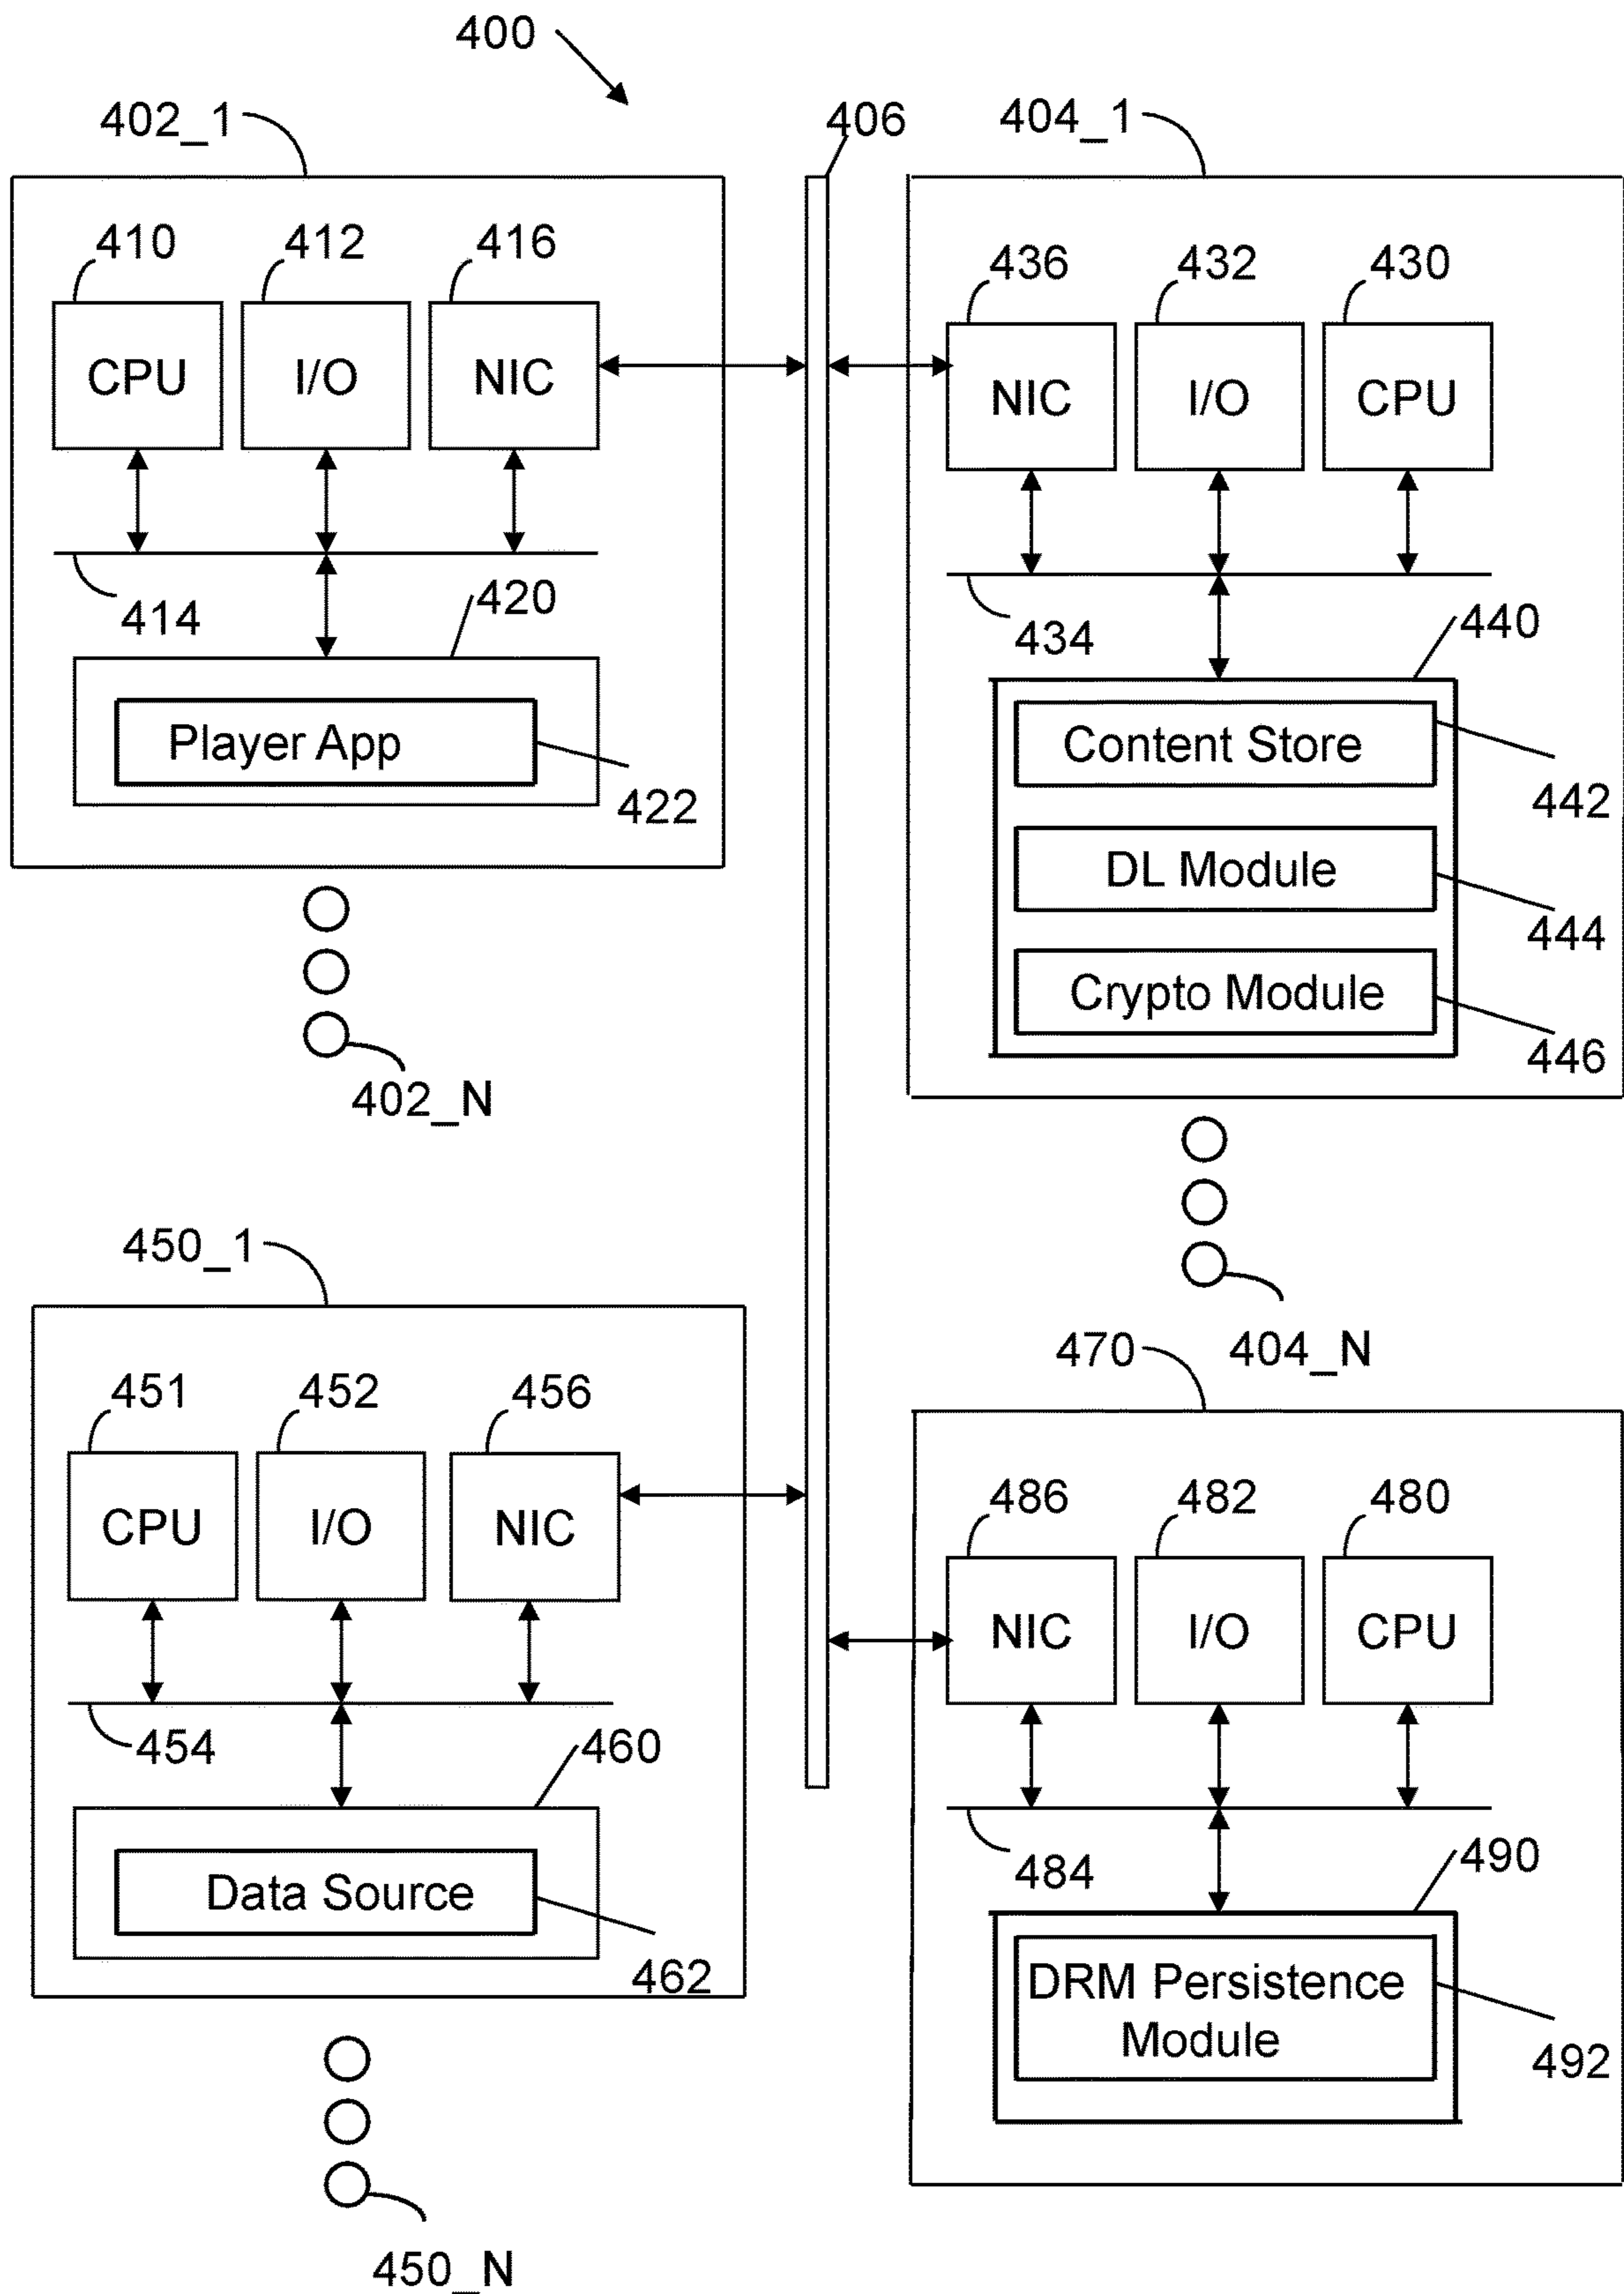 400
402_1
406
404_1
410
412
416
436
432
430
CPU
I/O
NIC
NIC
I/O
CPU
414
420
434
440
Player App
422
Content Store
442
DL Module
444
Crypto Module
446
402_N
450_1
404_N
470
451
452
456
486
482
480
CPU
I/O
NIC
NIC
I/O
CPU
454
460
484
490
Data Source
462
DRM Persistence
Module
492
450_N